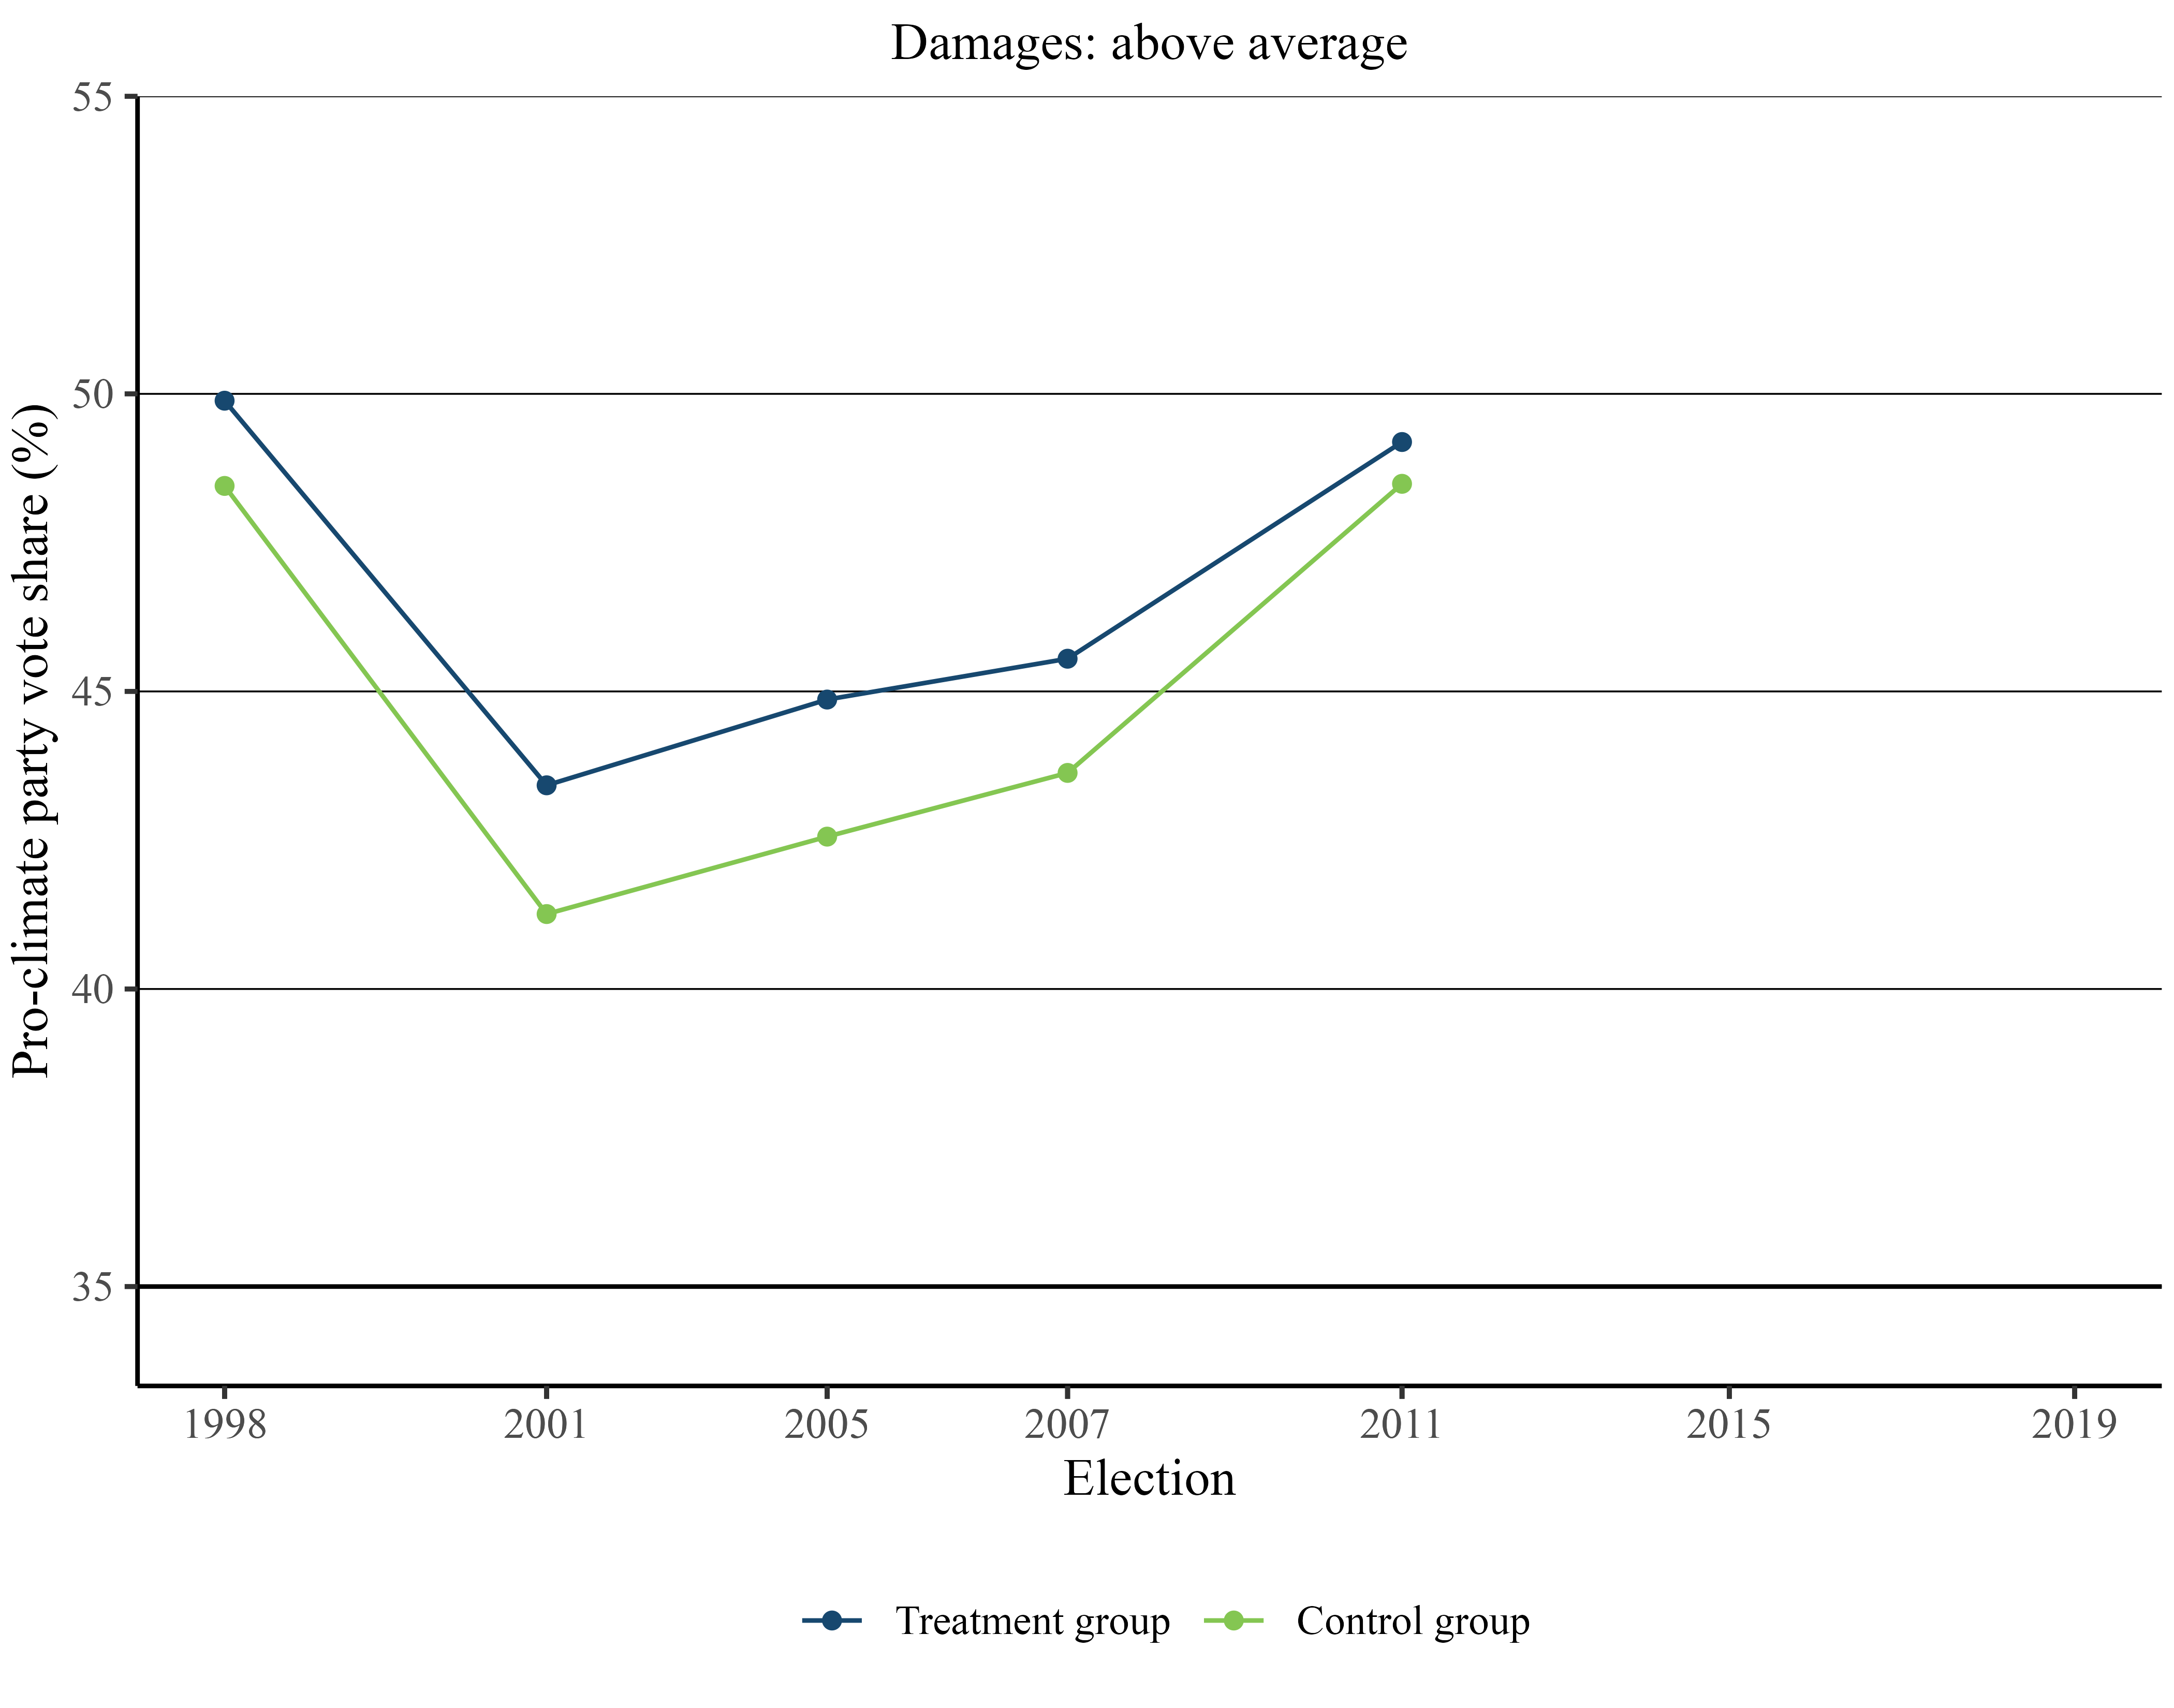 Damages: above average
Pro-climate party vote share (%)
55
50
45
40
35
1998 2001 2005 2007 2011 2015 2019
Election
Treatment group Control group